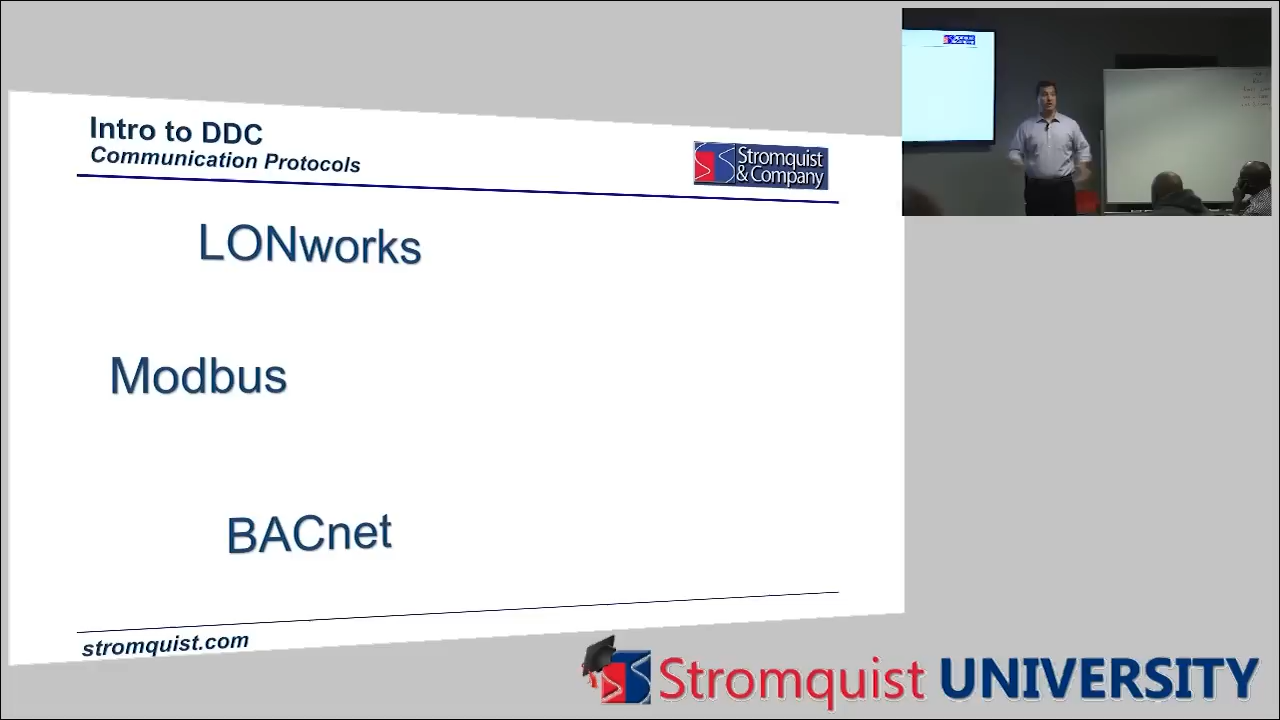 Intro to DDC
Communication Protocols
Stromquist
& Company
LONworks
Modbus
BACnet
stromquist.com
Stromquist UNIVERSITY